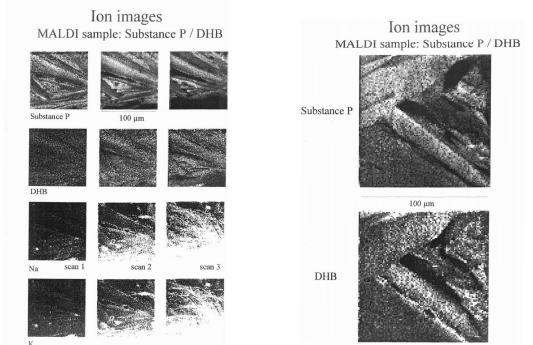 Ion images
MALDI sample: Substance P / DHB
Substance P
100 µm
DHB
Na
scan 1
scan 2
scan 3
K
Ion images
MALDI sample: Substance P / DHB
Substance P
100 µm
DHB